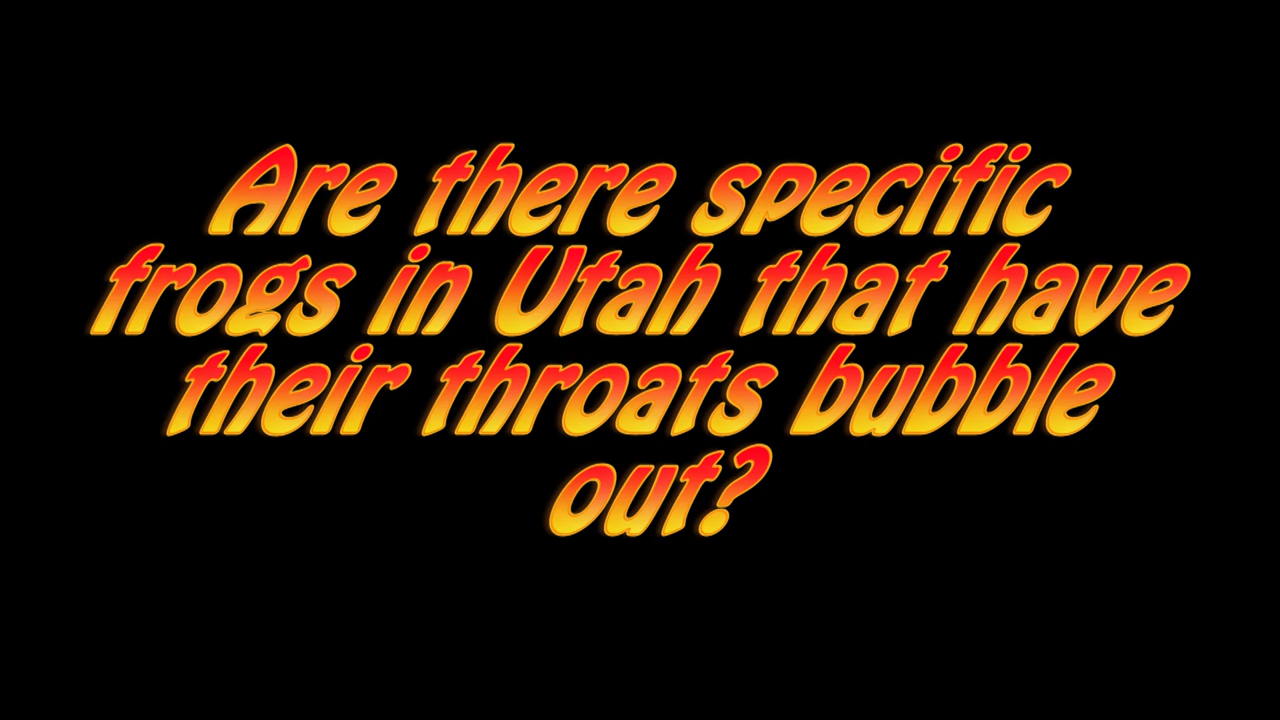 Are there specific
frogs in Utah that have
their throats bubble
out?